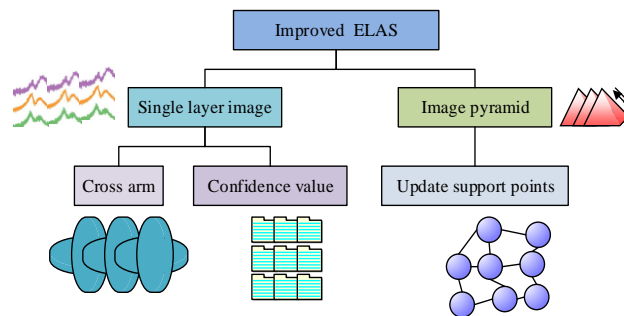 Improved ELAS
Single layer image
Image pyramid
Cross arm
Confidence value
Update support points